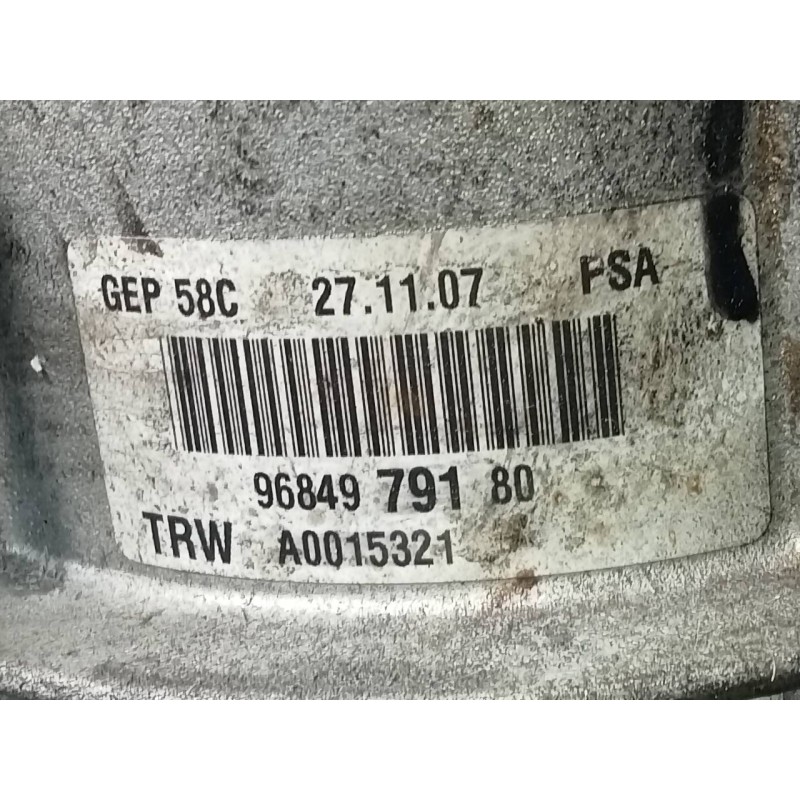 GEP 58C 27.11.07 PSA
96849 791 80
TRW A0015321